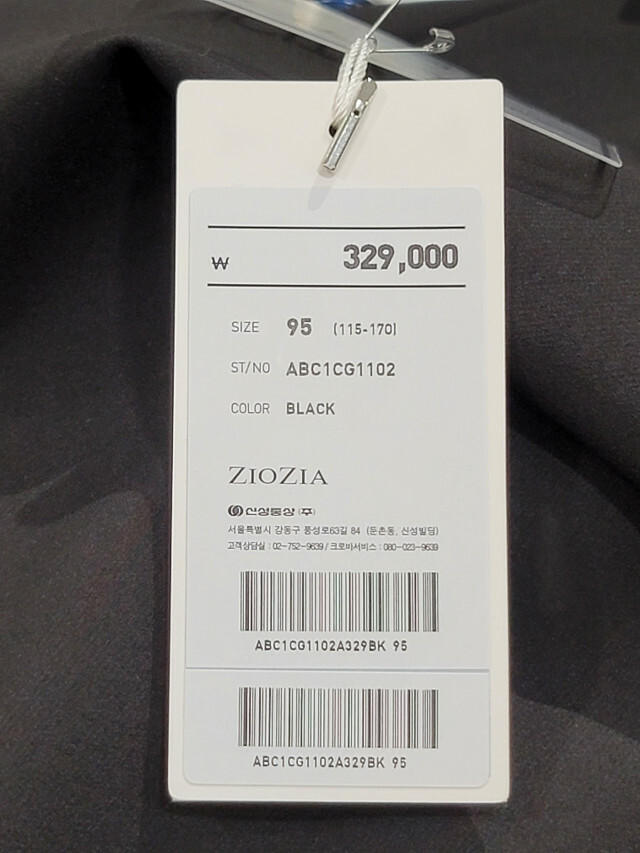 ₩ 329,000
SIZE 95 (115-170)
ST/NO ABC1CG1102
COLOR BLACK
ZIOZIA
신성통상 (주)
서울특별시 강동구 풍성로63길 84 (둔촌동, 신성빌딩)
고객상담실 : 02-752-9639 / 크로바서비스 : 080-023-9639
ABC1CG1102A329BK 95
ABC1CG1102A329BK 95